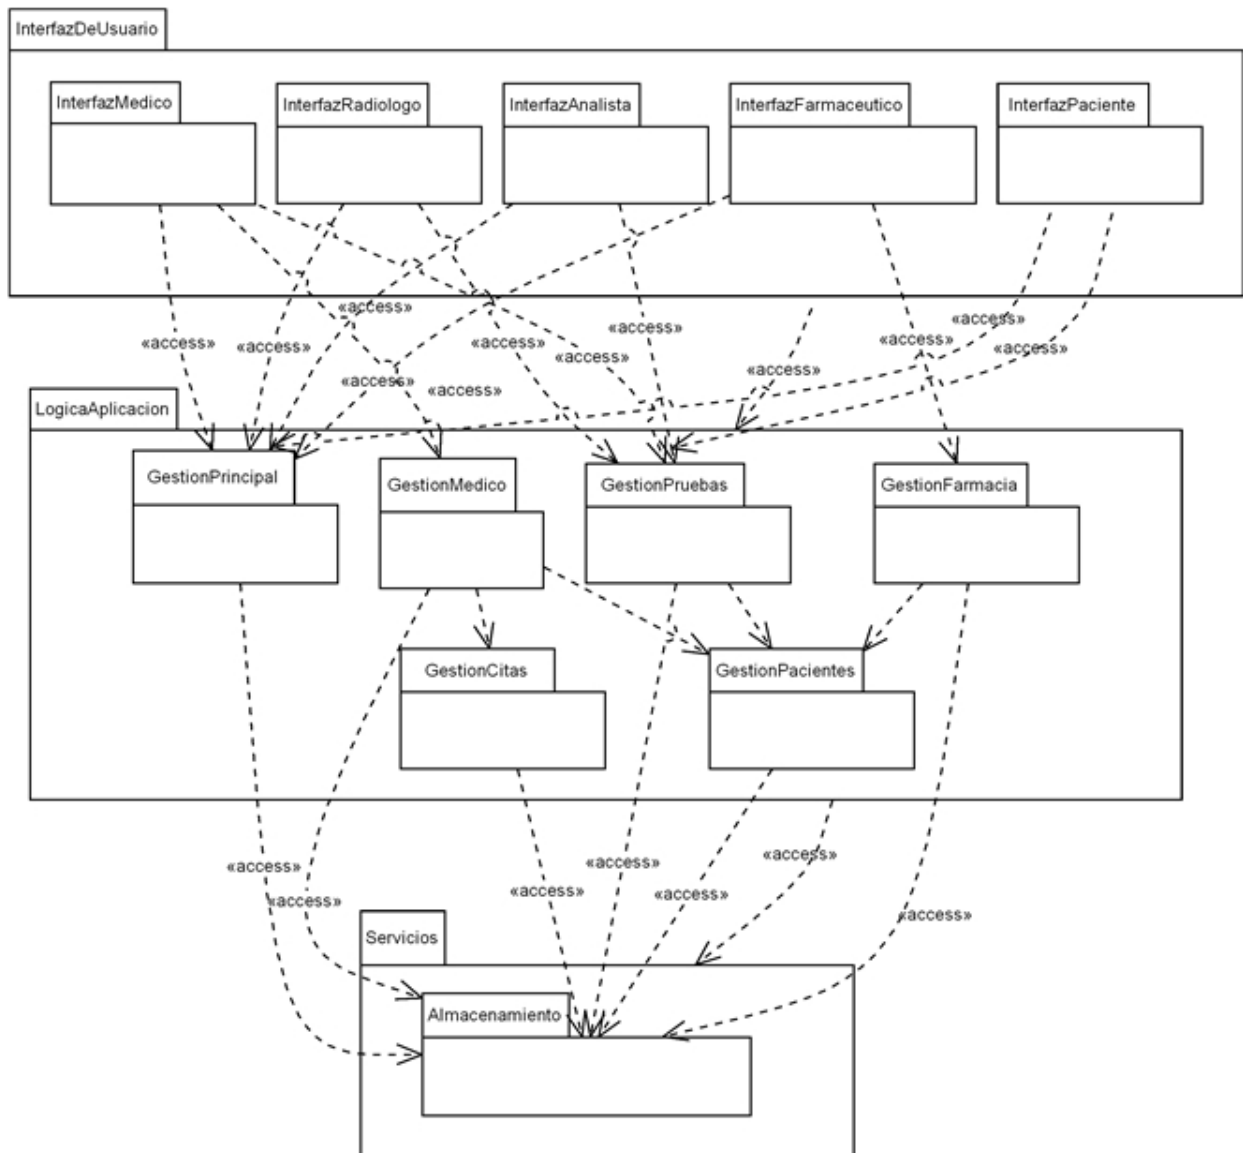 InterfazDeUsuario
InterfazMedico
InterfazRadiologo
InterfazAnalista
InterfazFarmaceutico
InterfazPaciente
«access»
«access»
«access»
«access»
«access»
«access»
«access»
«access»
«access»
«access»
«access»
«access»
LogicaAplicacion
GestionPrincipal
GestionMedico
GestionPruebas
GestionFarmacia
GestionCitas
GestionPacientes
«access»
«access»
«access»
«access»
«access»
«access»
«access»
Servicios
Almacenamiento